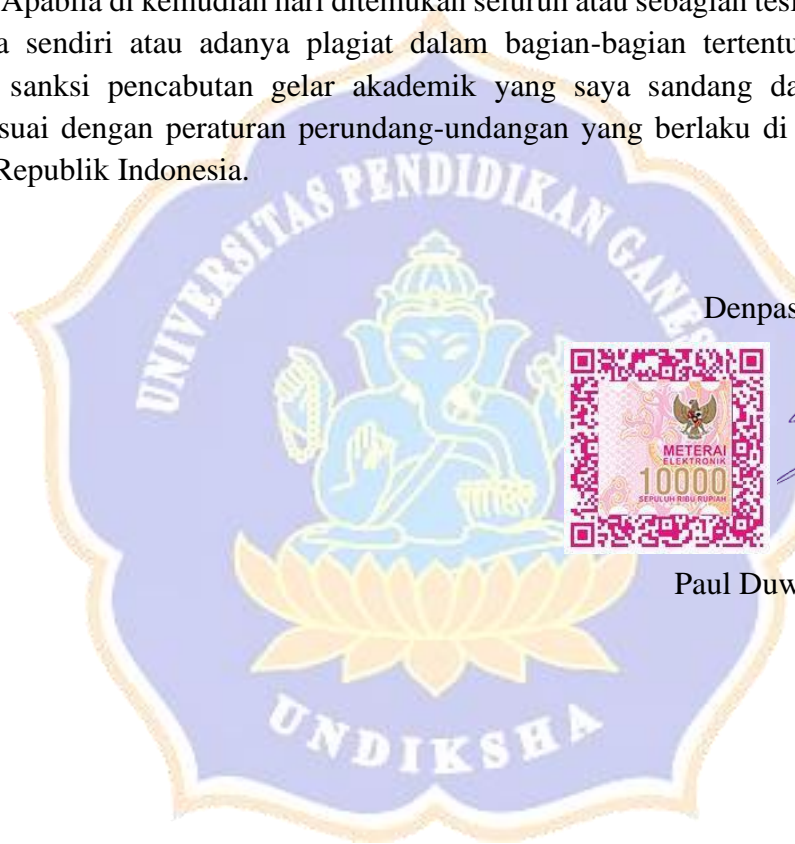 Apabila di kemudian hari ditemukan seluruh atau sebagian tesi
a sendiri atau adanya plagiat dalam bagian-bagian tertentu
sanksi pencabutan gelar akademik yang saya sandang da
suai dengan peraturan perundang-undangan yang berlaku di
Republik Indonesia.
UNIVERSITAS PENDIDIKAN GANES
Denpas
METERAI
ELEKTRONIK
10000
SEPULUH RIBU RUPIAH
Paul Duw
UNDIKSHA